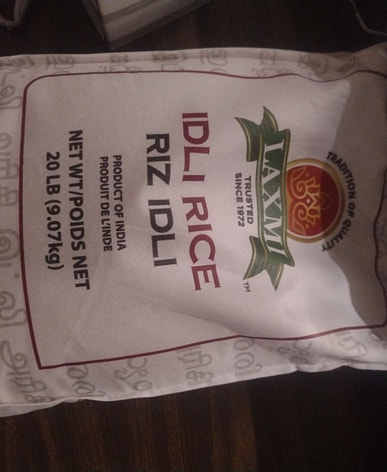 TRADITION OF QUALITY
LAXMI
TM
TRUSTED
SINCE 1972
IDLI RICE
RIZ IDLI
PRODUCT OF INDIA
PRODUIT DE L'INDE
NET WT/POIDS NET
20 LB (9.07kg)